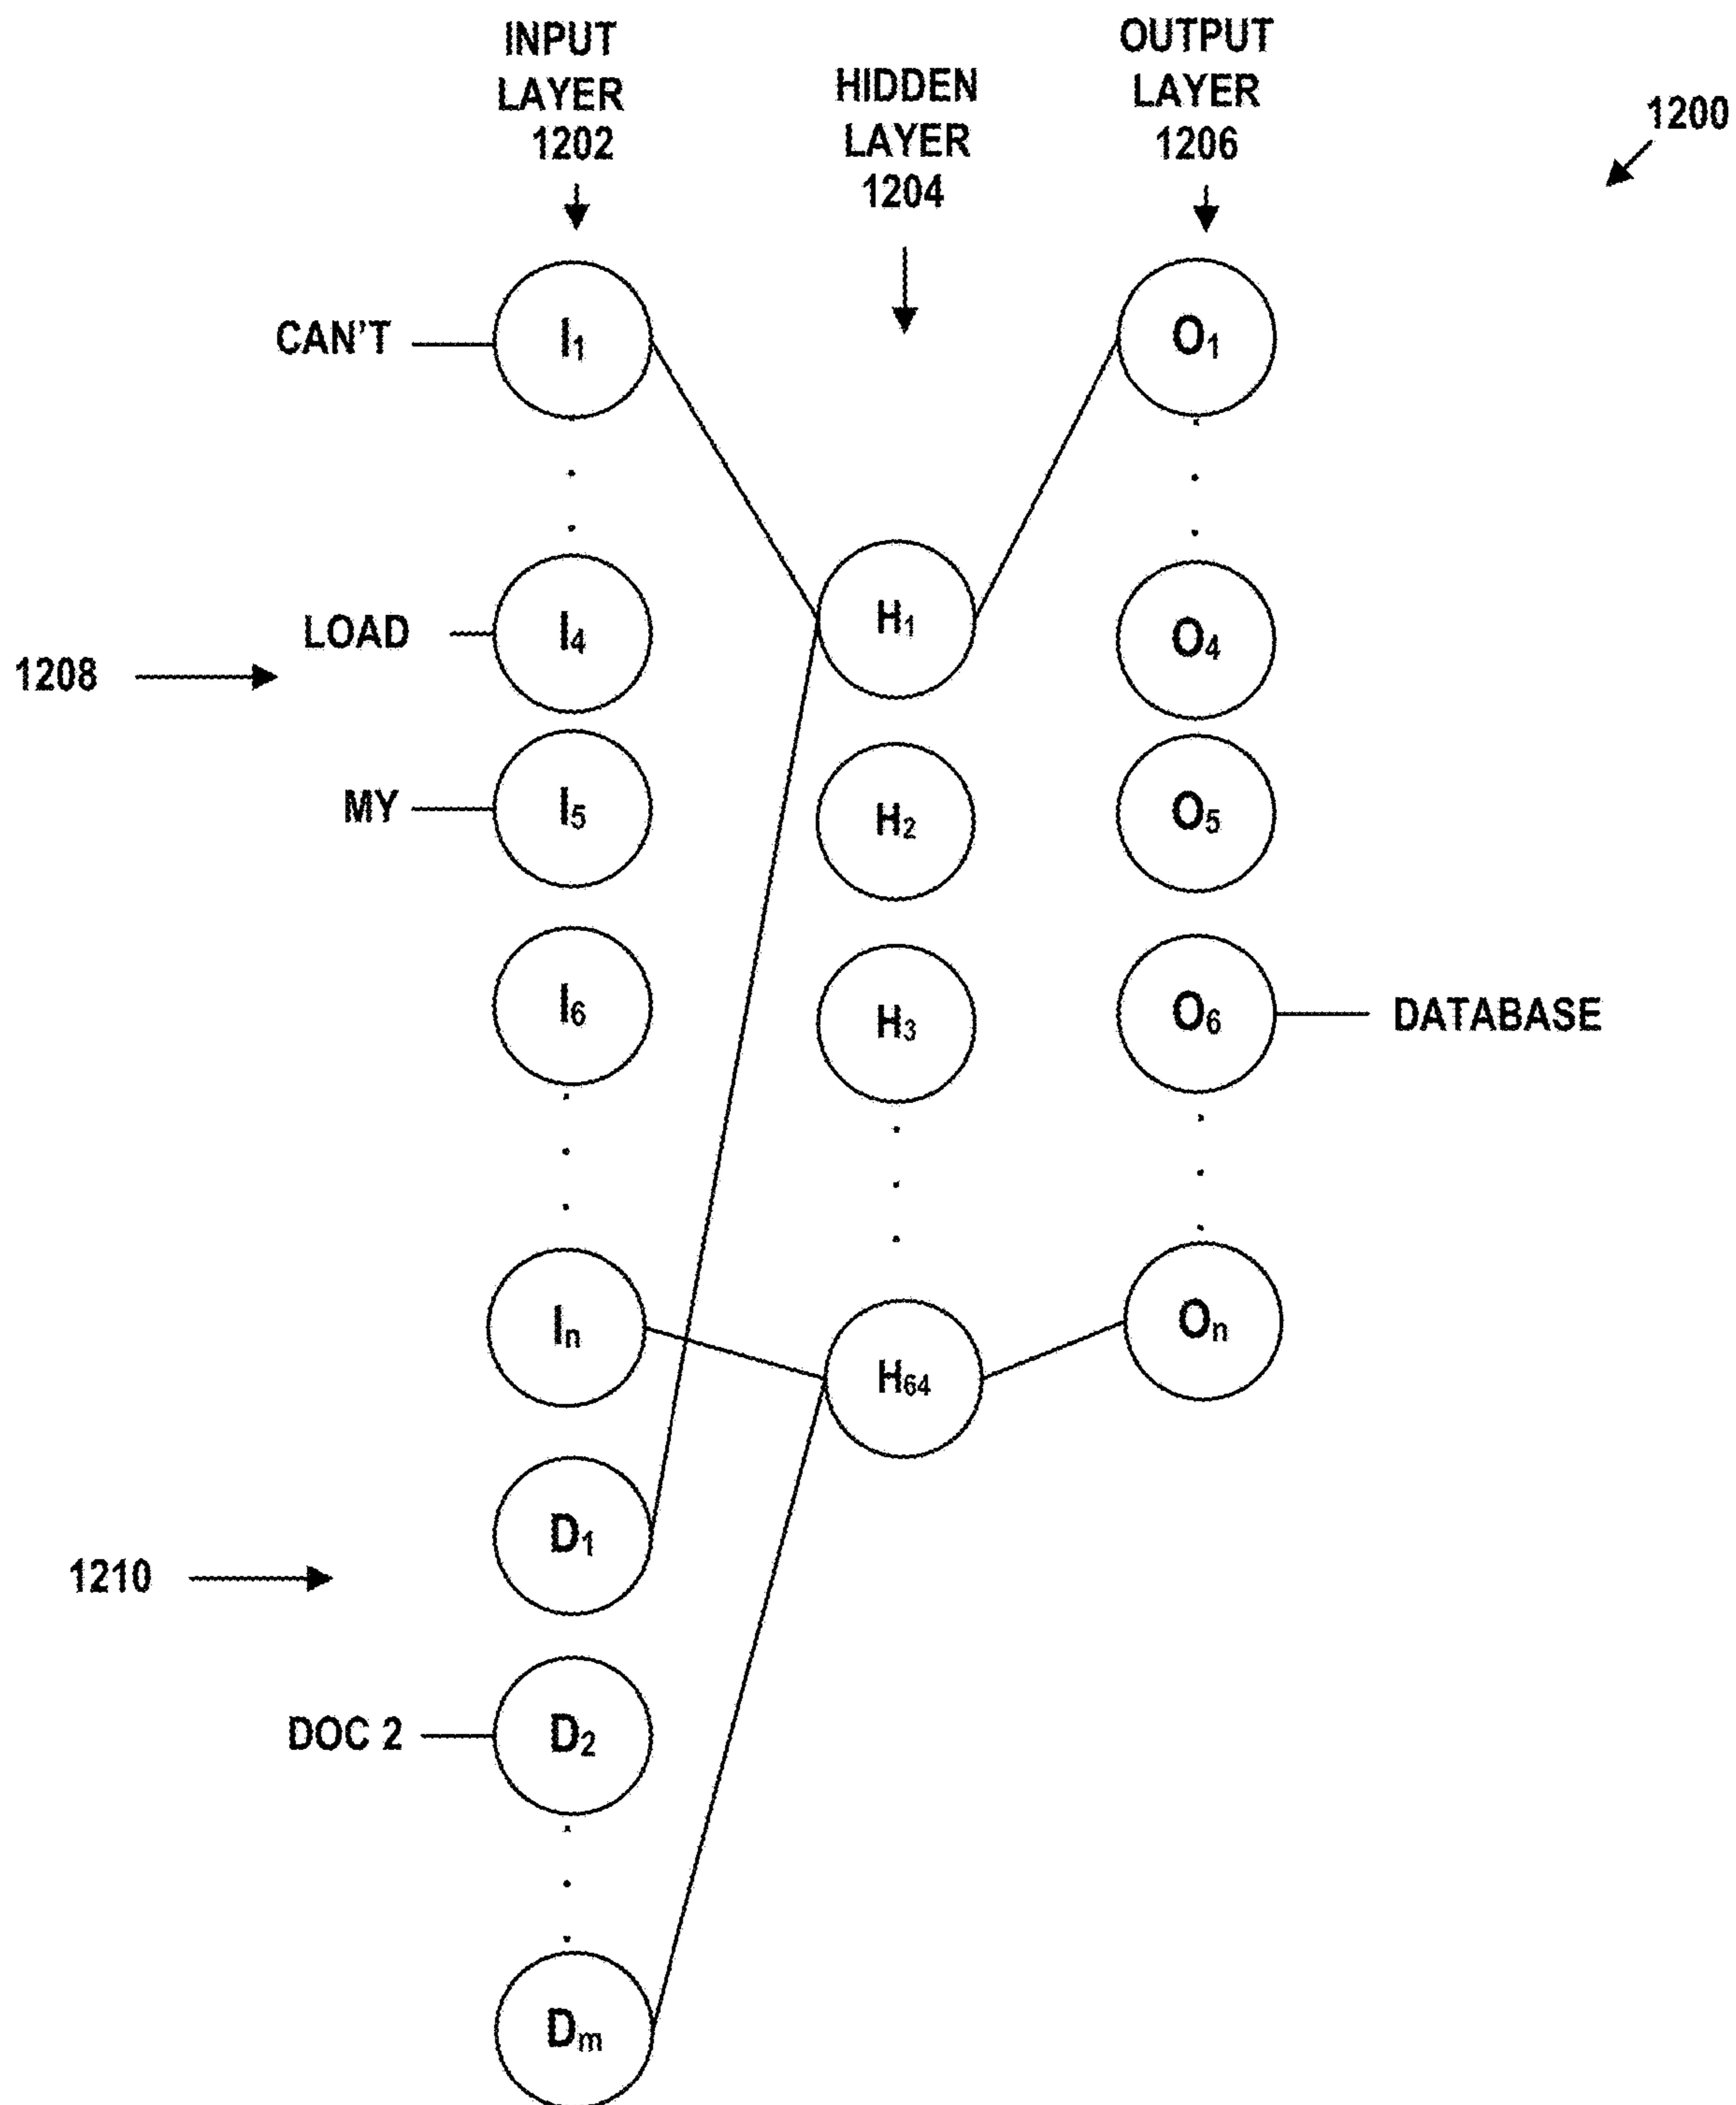 INPUT
LAYER
1202
HIDDEN
LAYER
1204
OUTPUT
LAYER
1206
1200
CAN'T
I1
O1
LOAD
I4
H1
O4
1208
MY
I5
H2
O5
I6
H3
O6
DATABASE
In
H64
On
D1
1210
DOC 2
D2
Dm